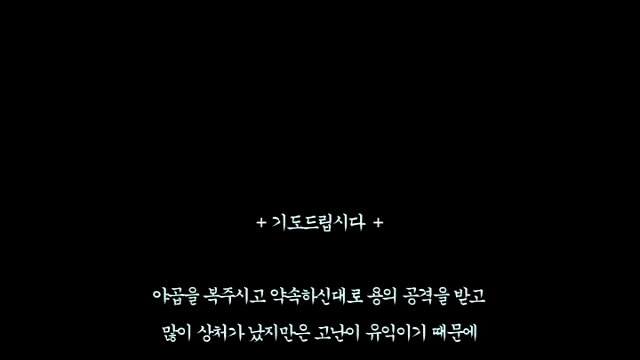 + 기도드립시다 +
야곱을 복주시고 약속하신대로 용의 공격을 받고
많이 상처가 났지만은 고난이 유익이기 때문에